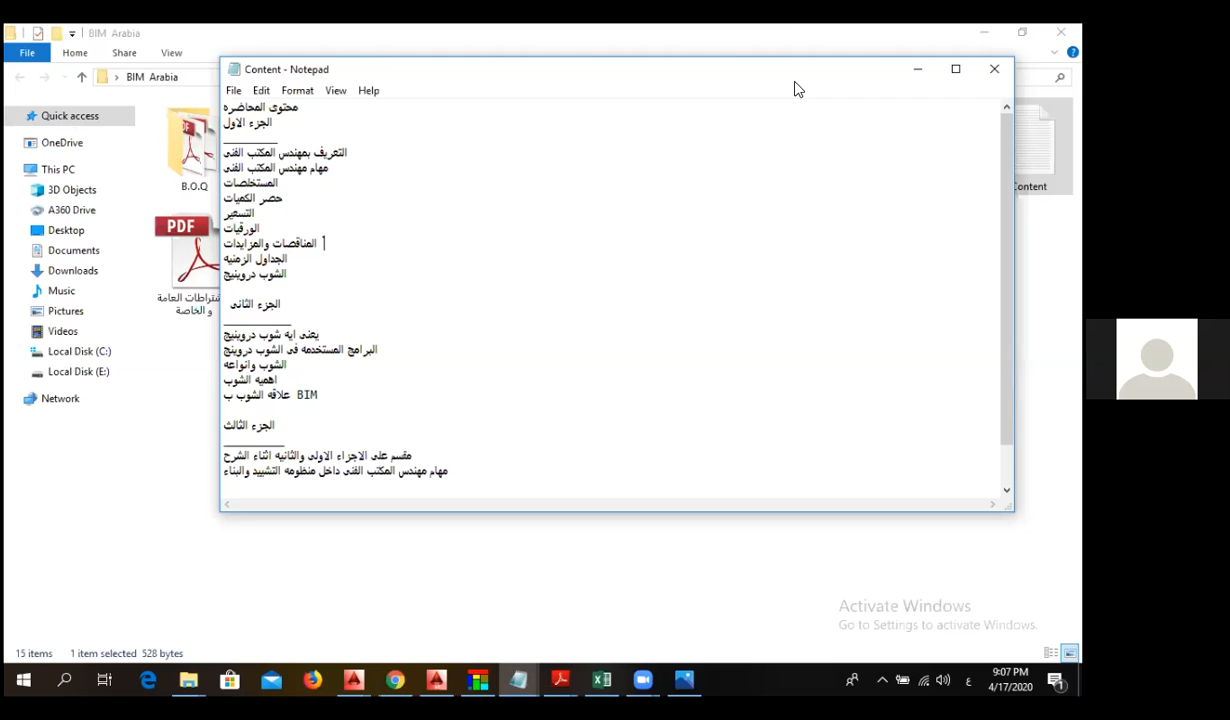 BIM Arabia
File
Home
Share
View
BIM Arabia
Quick access
OneDrive
This PC
3D Objects
A360 Drive
Desktop
Documents
Downloads
Music
Pictures
Videos
Local Disk (C:)
Local Disk (E:)
Network
B.O.Q
PDF
شتراطات العامة
و الخاصة
Content
Content - Notepad
File
Edit
Format
View
Help
محتوى المحاضره
الجزء الاول
التعريف بمهندس المكتب الفنى
مهام مهندس المكتب الفنى
المستخلصات
حصر الكميات
التسعير
الورقيات
المناقصات والمزايدات
الجداول الزمنيه
الشوب دروينيج
الجزء الثانى
يعنى ايه شوب دروينيج
البرامج المستخدمه فى الشوب دروينج
الشوب وانواعه
اهميه الشوب
علاقه الشوب ب BIM
الجزء الثالث
مقسم على الاجزاء الاولى والثانيه اثناء الشرح
مهام مهندس المكتب الفنى داخل منظومه التشييد والبناء
Activate Windows
Go to Settings to activate Windows.
15 items
1 item selected
528 bytes
ع
9:07 PM
4/17/2020
1